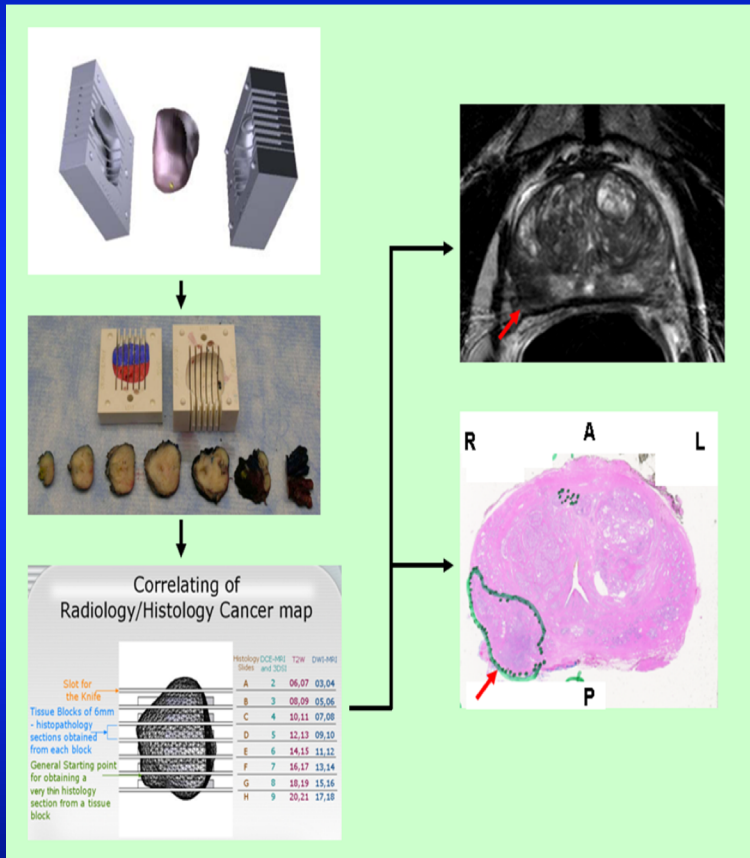 Correlating of
Radiology/Histology Cancer map
Slot for
the Knife
Tissue Blocks of 6mm
- histopathology
sections obtained
from each block
General Starting point
for obtaining a
very thin histology
section from a tissue
block
Histology DCE-MRI T2W DWI-MRI
Slides and 3DSI
A 2 06,07 03,04
B 3 08,09 05,06
C 4 10,11 07,08
D 5 12,13 09,10
E 6 14,15 11,12
F 7 16,17 13,14
G 8 18,19 15,16
H 9 20,21 17,18
R A L
P